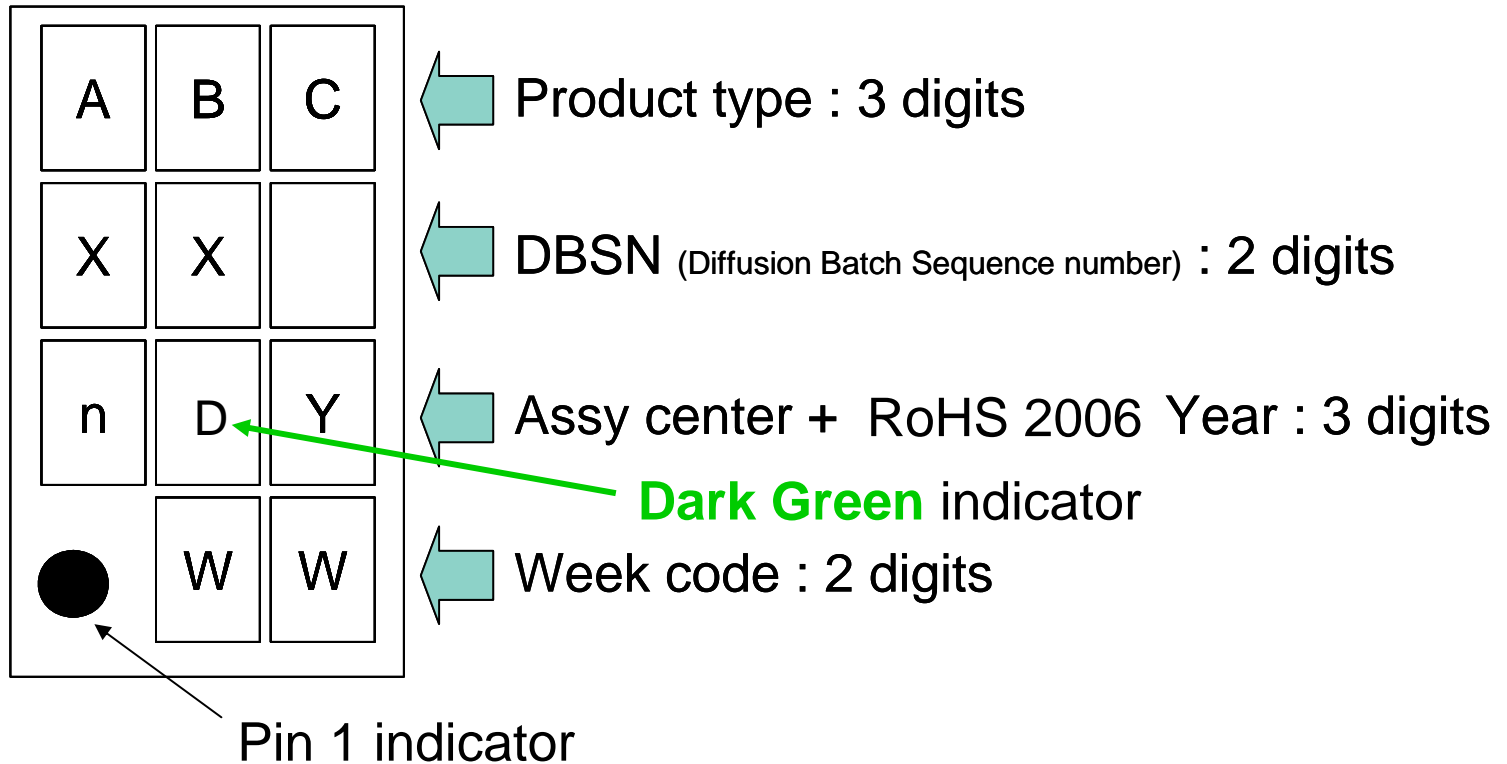 A B C Product type : 3 digits
X X DBSN (Diffusion Batch Sequence number) : 2 digits
n D Y Assy center + RoHS 2006 Year : 3 digits
Dark Green indicator
W W Week code : 2 digits
Pin 1 indicator